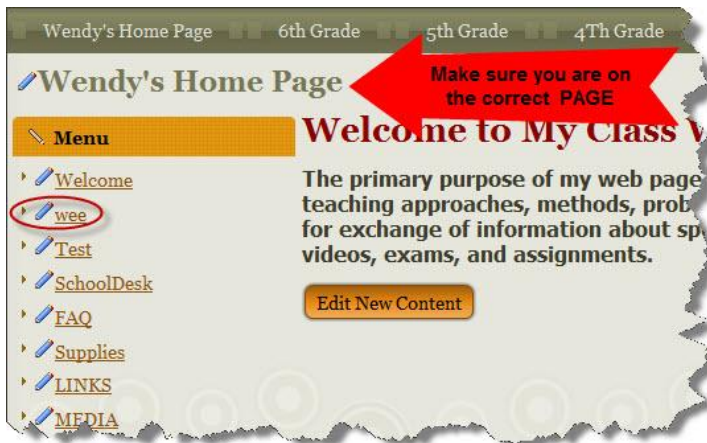 Wendy's Home Page 6th Grade 5th Grade 4Th Grade
Wendy's Home Page
Make sure you are on
the correct PAGE
Menu
Welcome
wee
Test
SchoolDesk
FAQ
Supplies
LINKS
MEDIA
Welcome to My Class
The primary purpose of my web page
teaching approaches, methods,
for exchange of information about
videos, exams, and assignments.
Edit New Content